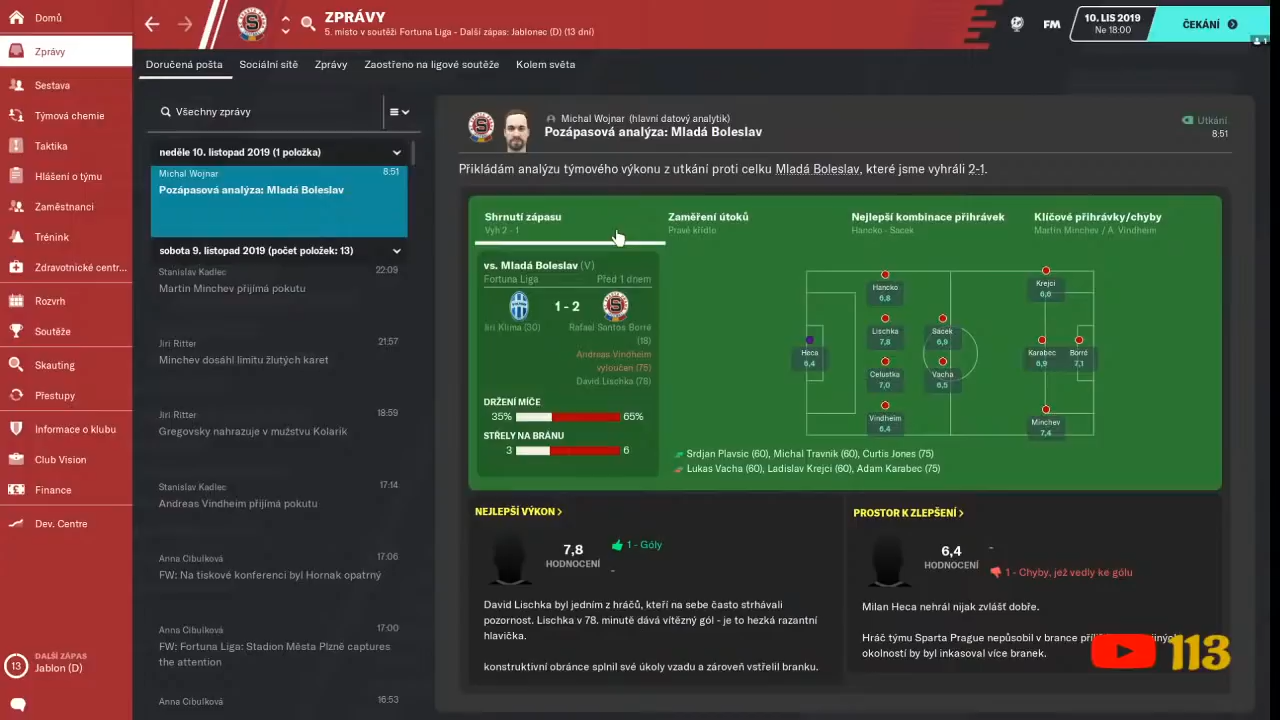 Domů
Zprávy
Sestava
Týmová chemie
Taktika
Hlášení o týmu
Zaměstnanci
Trénink
Zdravotnické centr...
Rozvrh
Soutěže
Skauting
Přestupy
Informace o klubu
Club Vision
Finance
Dev. Centre
13
DALŠÍ ZÁPAS
Jablon (D)
ZPRÁVY
5. místo v soutěži Fortuna Liga - Další zápas: Jablonec (D) (13 dní)
FM
10. LIS 2019
Ne 18:00
ČEKÁNÍ
1
Doručená pošta
Sociální sítě
Zprávy
Zaostřeno na ligové soutěže
Kolem světa
Všechny zprávy
neděle 10. listopad 2019 (1 položka)
Michal Wojnar
8:51
Pozápasová analýza: Mladá Boleslav
sobota 9. listopad 2019 (počet položek: 13)
Stanislav Kadlec
22:09
Martin Minchev přijímá pokutu
Jiri Ritter
21:57
Minchev dosáhl limitu žlutých karet
Jiri Ritter
18:59
Gregovsky nahrazuje v mužstvu Kolarik
Stanislav Kadlec
17:14
Andreas Vindheim přijímá pokutu
Anna Cibulková
17:06
FW: Na tiskové konferenci byl Hornak opatrný
Anna Cibulková
17:00
FW: Fortuna Liga: Stadion Města Plzně captures
the attention
Anna Cibulková
16:53
Michal Wojnar (hlavní datový analytik)
Pozápasová analýza: Mladá Boleslav
Utkání
8:51
Přikládám analýzu týmového výkonu z utkání proti celku Mladá Boleslav, které jsme vyhráli 2-1.
Shrnutí zápasu
Vyh 2 - 1
Zaměření útoků
Pravé křídlo
Nejlepší kombinace přihrávek
Hancko - Sacek
Klíčové přihrávky/chyby
Martin Minchev / A. Vindheim
vs. Mladá Boleslav (V)
Fortuna Liga
Před 1 dnem
1 - 2
Jiri Klima (30)
Rafael Santos Borré
(18)
Andreas Vindheim
vyloučen (75)
David Lischka (78)
DRŽENÍ MÍČE
35%
65%
STŘELY NA BRÁNU
3
6
Heca
6,4
Hancko
6,8
Lischka
7,8
Celustka
7,0
Vindheim
6,4
Sacek
6,9
Vacha
6,5
Krejci
6,6
Karabec
6,9
Borré
7,1
Minchev
7,4
Srdjan Plavsic (60), Michal Travnik (60), Curtis Jones (75)
Lukas Vacha (60), Ladislav Krejci (60), Adam Karabec (75)
NEJLEPŠÍ VÝKON >
7,8
HODNOCENÍ
1 - Góly
-
David Lischka byl jedním z hráčů, kteří na sebe často strhávali
pozornost. Lischka v 78. minutě dává vítězný gól - je to hezká razantní
hlavička.
konstruktivní obránce splnil své úkoly vzadu a zároveň vstřelil branku.
PROSTOR K ZLEPŠENÍ >
6,4
HODNOCENÍ
-
1 - Chyby, jež vedly ke gólu
Milan Heca nehrál nijak zvlášť dobře.
Hráč týmu Sparta Prague nepůsobil v brance
okolností by byl inkasoval více branek.
113